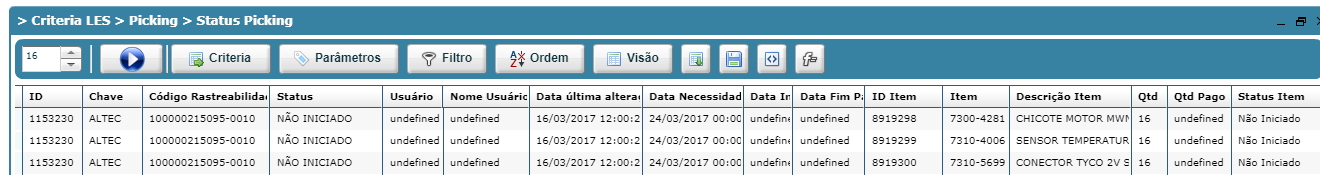 > Criteria LES > Picking > Status Picking
16 Criteria Parâmetros Filtro Ordem Visão
ID Chave Código Rastreabilidad Status Usuário Nome Usuário Data última alteraç Data Necessidad Data In Data Fim Pa ID Item Item Descrição Item Qtd Qtd Pago Status Item
1153230 ALTEC 100000215095-0010 NÃO INICIADO undefined undefined 16/03/2017 12:00:2 24/03/2017 00:00 undefine undefined 8919298 7300-4281 CHICOTE MOTOR MWM 16 undefined Não Iniciado
1153230 ALTEC 100000215095-0010 NÃO INICIADO undefined undefined 16/03/2017 12:00:2 24/03/2017 00:00 undefine undefined 8919299 7310-4006 SENSOR TEMPERATUR 16 undefined Não Iniciado
1153230 ALTEC 100000215095-0010 NÃO INICIADO undefined undefined 16/03/2017 12:00:2 24/03/2017 00:00 undefine undefined 8919300 7310-5699 CONECTOR TYCO 2V S 16 undefined Não Iniciado